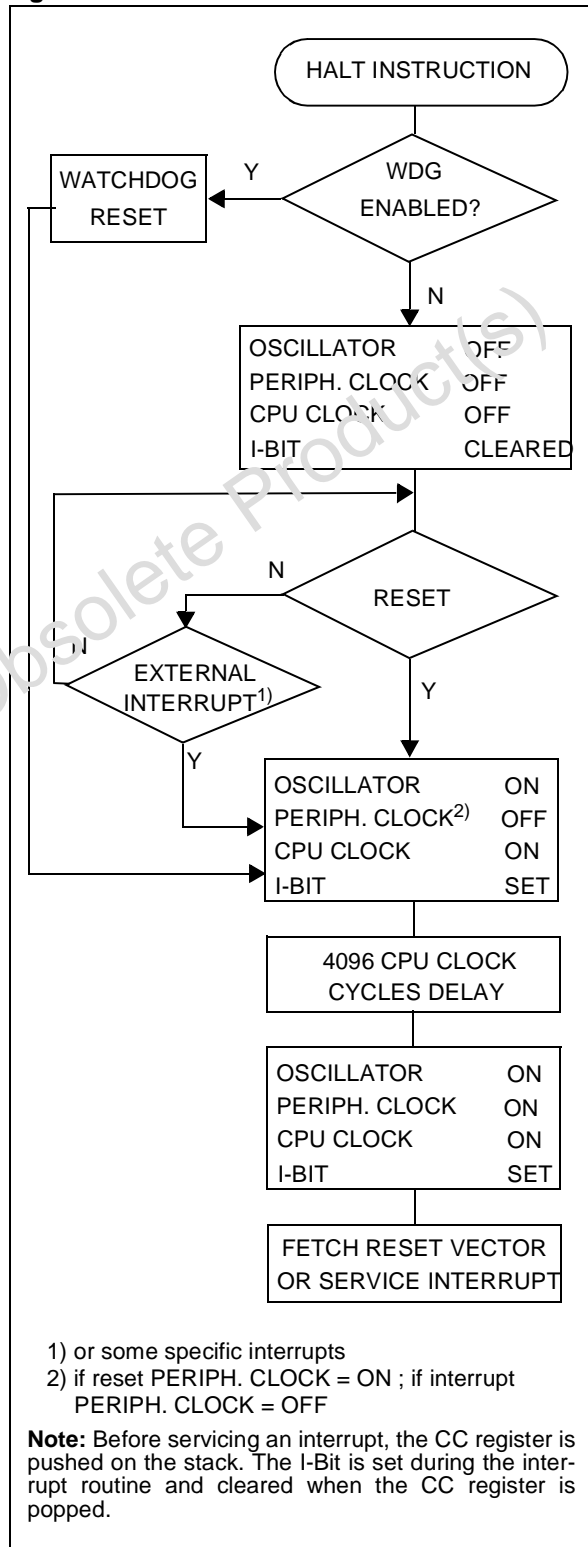 HALT INSTRUCTION
WDG
ENABLED?
Y
WATCHDOG
RESET
N
OSCILLATOR OFF
PERIPH. CLOCK OFF
CPU CLOCK OFF
I-BIT CLEARED
RESET
N
EXTERNAL
INTERRUPT1)
N
Y
Y
OSCILLATOR ON
PERIPH. CLOCK2) OFF
CPU CLOCK ON
I-BIT SET
4096 CPU CLOCK
CYCLES DELAY
OSCILLATOR ON
PERIPH. CLOCK ON
CPU CLOCK ON
I-BIT SET
FETCH RESET VECTOR
OR SERVICE INTERRUPT
1) or some specific interrupts
2) if reset PERIPH. CLOCK = ON ; if interrupt
PERIPH. CLOCK = OFF
Note: Before servicing an interrupt, the CC register is
pushed on the stack. The I-Bit is set during the inter-
rupt routine and cleared when the CC register is
popped.
Obsolete Product(s)